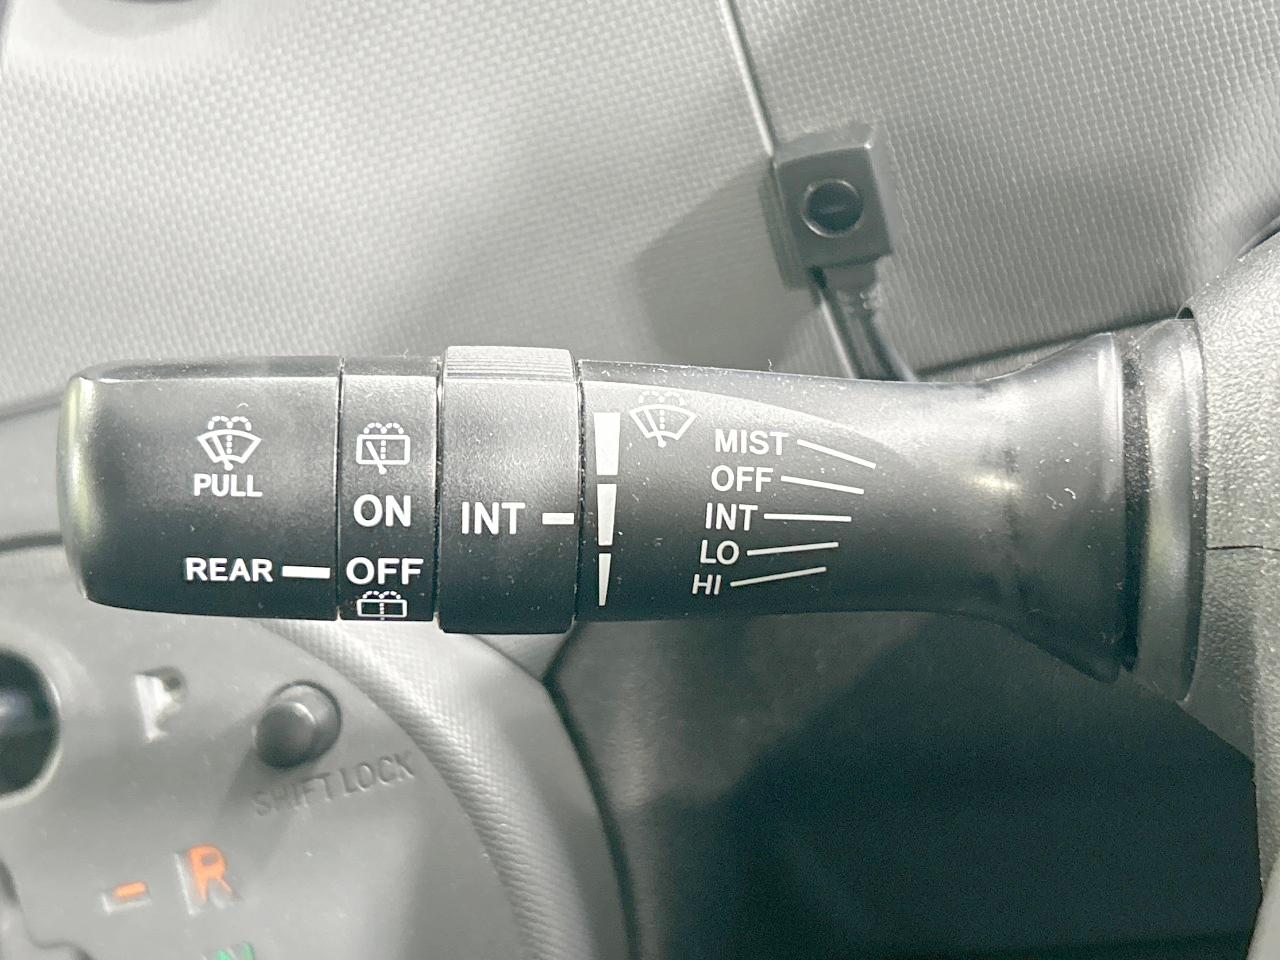 PULL
REAR
ON
OFF
INT
MIST
OFF
INT
LO
HI
P
SHIFT LOCK
R
N